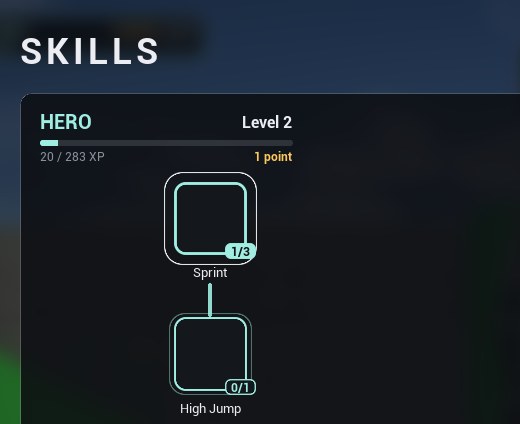 SKILLS
HERO Level 2
20 / 283 XP 1 point
1/3
Sprint
0/1
High Jump